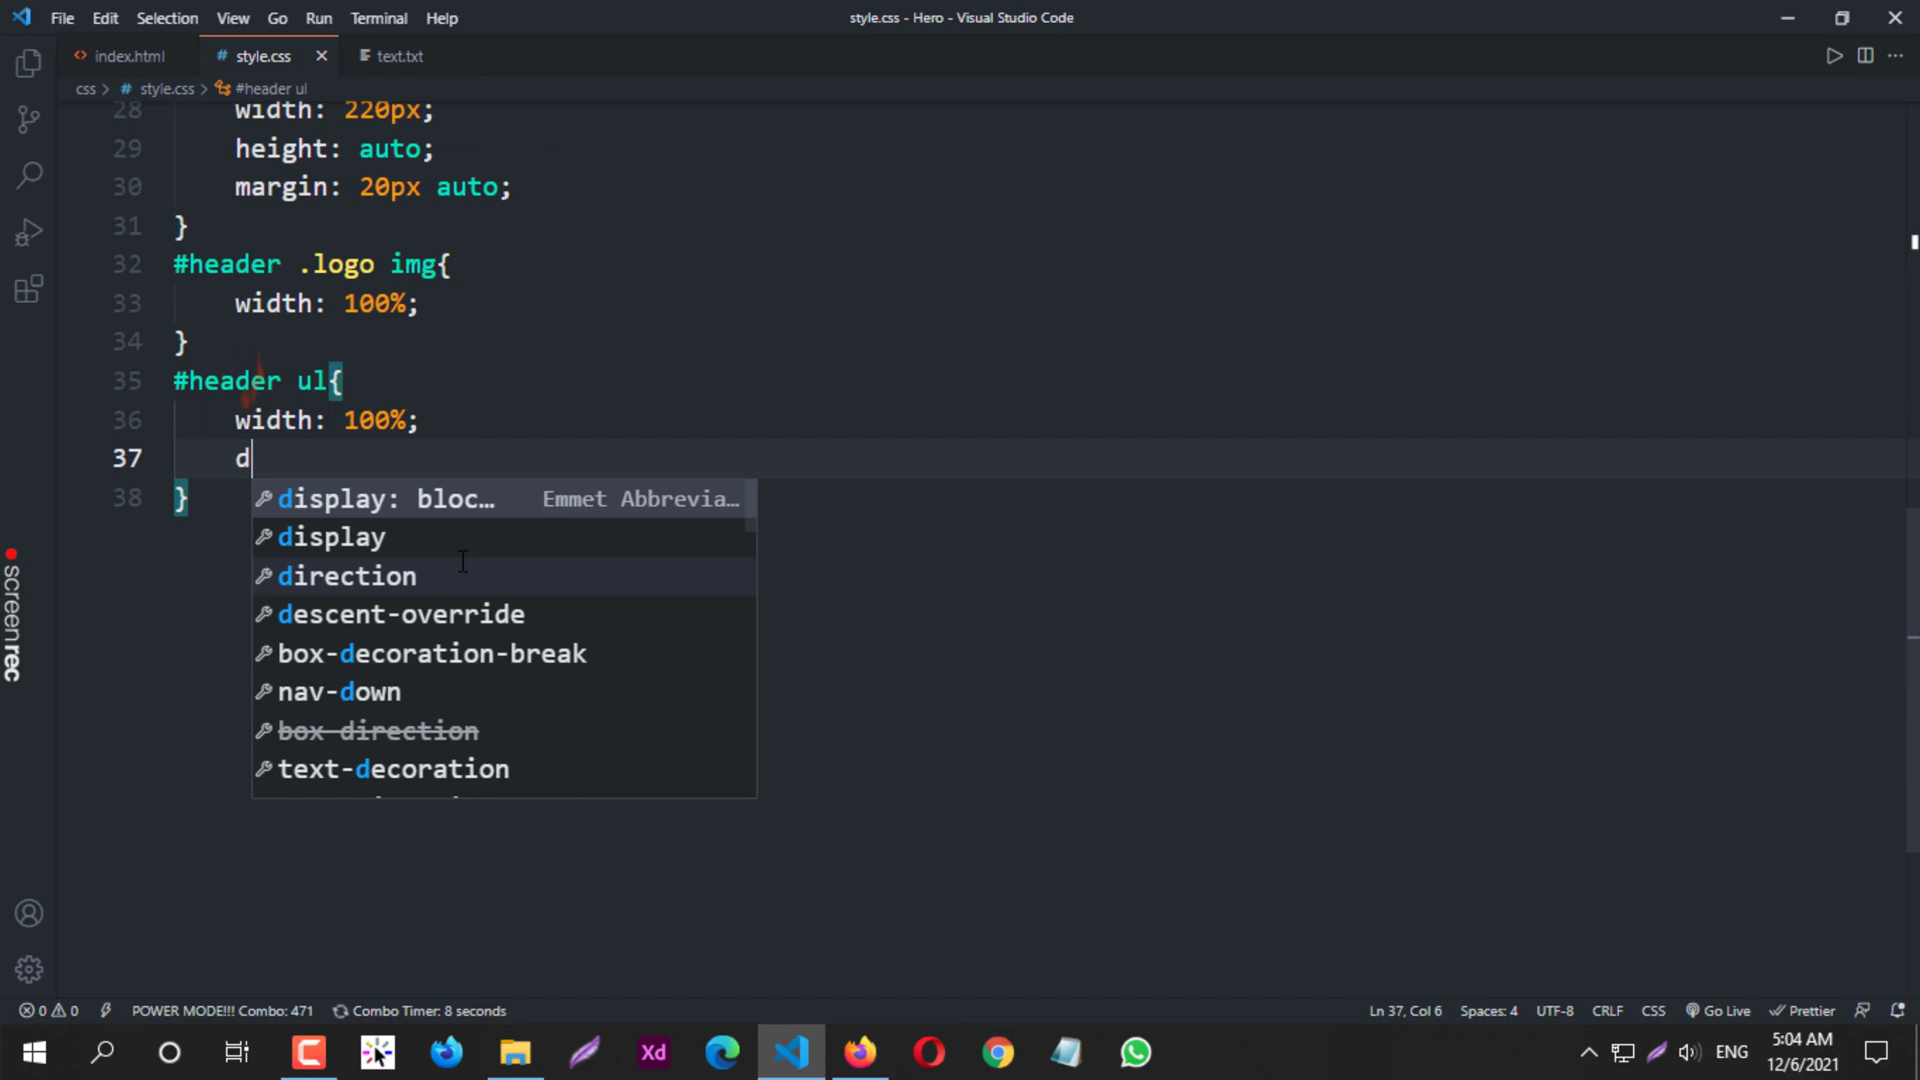 File Edit Selection View Go Run Terminal Help
style.css - Hero - Visual Studio Code
index.html
# style.css
text.txt
css > # style.css > #header ul
28 width: 220px;
29 height: auto;
30 margin: 20px auto;
31 }
32 #header .logo img{
33 width: 100%;
34 }
35 #header ul{
36 width: 100%;
37 d
38 }
display: bloc… Emmet Abbrevia…
display
direction
descent-override
box-decoration-break
nav-down
box-direction
text-decoration
screenrec
0 0 POWER MODE!!! Combo: 471 Combo Timer: 8 seconds
Ln 37, Col 6 Spaces: 4 UTF-8 CRLF CSS Go Live Prettier
Xd
ENG
5:04 AM
12/6/2021